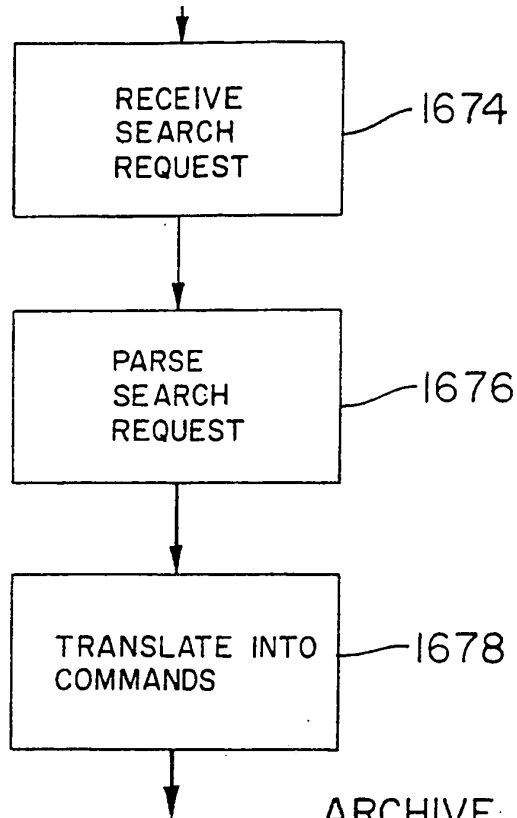 RECEIVE
SEARCH
REQUEST
1674
PARSE
SEARCH
REQUEST
1676
TRANSLATE INTO
COMMANDS
1678
ARCHIVE